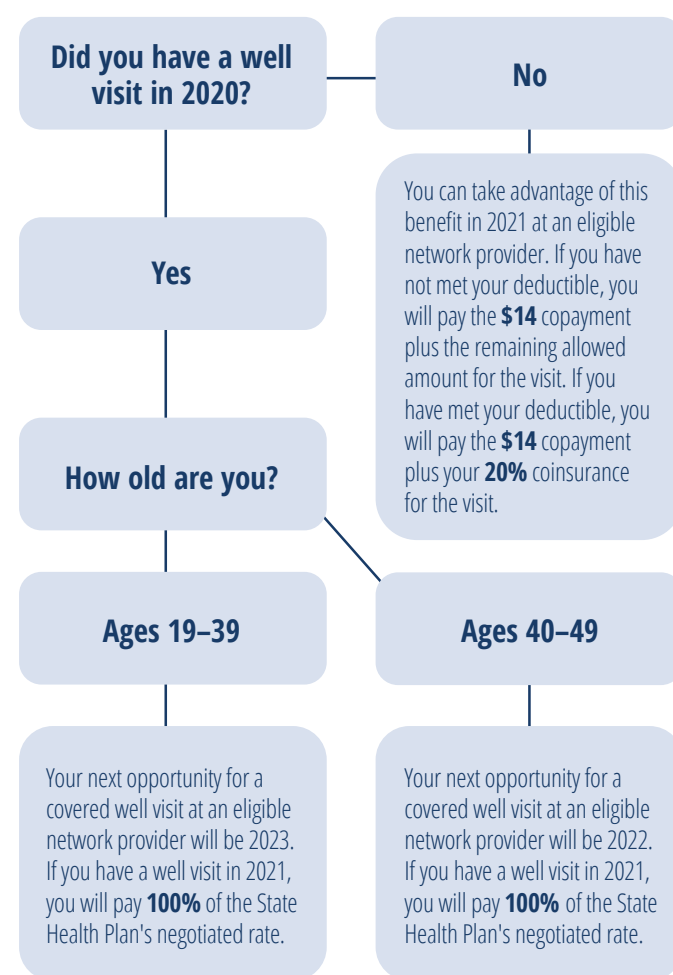 Did you have a well
visit in 2020?
No
You can take advantage of this
benefit in 2021 at an eligible
network provider. If you have
not met your deductible, you
will pay the $14 copayment
plus the remaining allowed
amount for the visit. If you
have met your deductible, you
will pay the $14 copayment
plus your 20% coinsurance
for the visit.
Yes
How old are you?
Ages 19–39
Your next opportunity for a
covered well visit at an eligible
network provider will be 2023.
If you have a well visit in 2021,
you will pay 100% of the State
Health Plan's negotiated rate.
Ages 40–49
Your next opportunity for a
covered well visit at an eligible
network provider will be 2022.
If you have a well visit in 2021,
you will pay 100% of the State
Health Plan's negotiated rate.